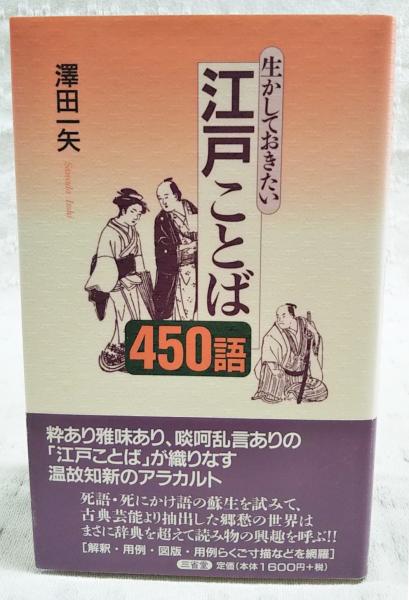 生かしておきたい
江戸ことば
450語
澤田一矢
Sawada Isshi
粋あり雅味あり、啖呵乱言ありの
「江戸ことば」が織りなす
温故知新のアラカルト
死語・死にかけ語の蘇生を試みて、
古典芸能より抽出した郷愁の世界は
まさに辞典を超えて読み物の興趣を呼ぶ!!
[解釈・用例・図版・用例らくご寸描などを網羅]
三省堂 定価(本体1600円+税)